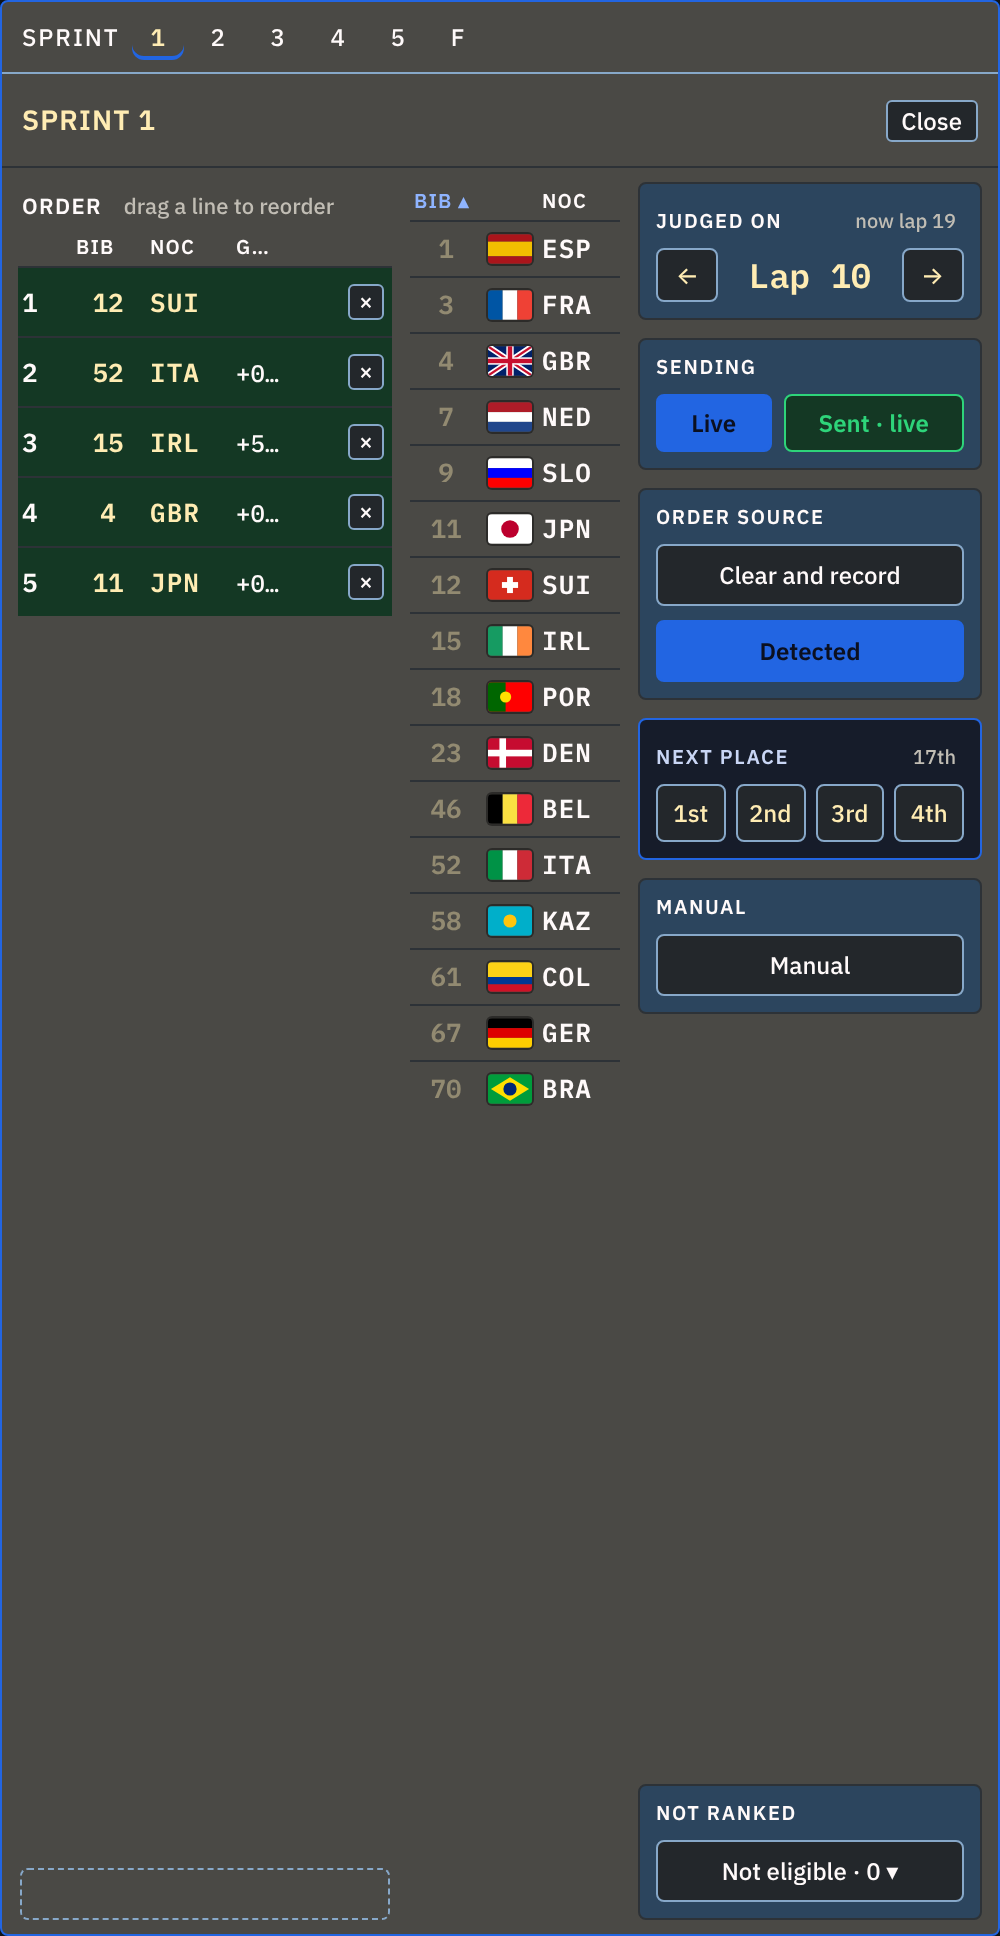 SPRINT 1 2 3 4 5 F
SPRINT 1
Close
ORDER drag a line to reorder
BIB NOC G…
1 12 SUI ×
2 52 ITA +0… ×
3 15 IRL +5… ×
4 4 GBR +0… ×
5 11 JPN +0… ×
BIB ▲ NOC
1 ESP
3 FRA
4 GBR
7 NED
9 SLO
11 JPN
12 SUI
15 IRL
18 POR
23 DEN
46 BEL
52 ITA
58 KAZ
61 COL
67 GER
70 BRA
JUDGED ON now lap 19
← Lap 10 →
SENDING
Live Sent · live
ORDER SOURCE
Clear and record
Detected
NEXT PLACE 17th
1st 2nd 3rd 4th
MANUAL
Manual
NOT RANKED
Not eligible · 0 ▾